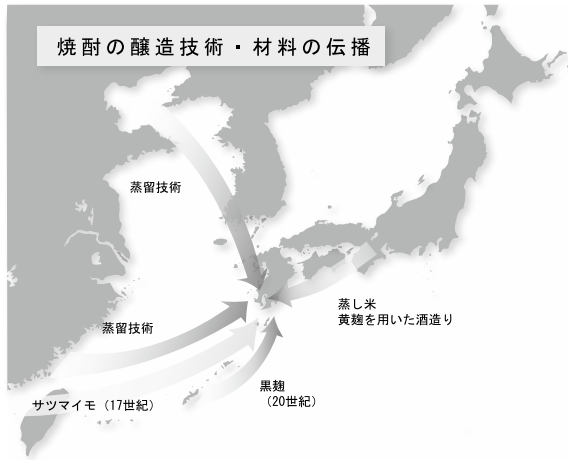 焼酎の醸造技術・材料の伝播
蒸留技術
蒸し米
黄麹を用いた酒造り
蒸留技術
黒麹
（20世紀）
サツマイモ（17世紀）